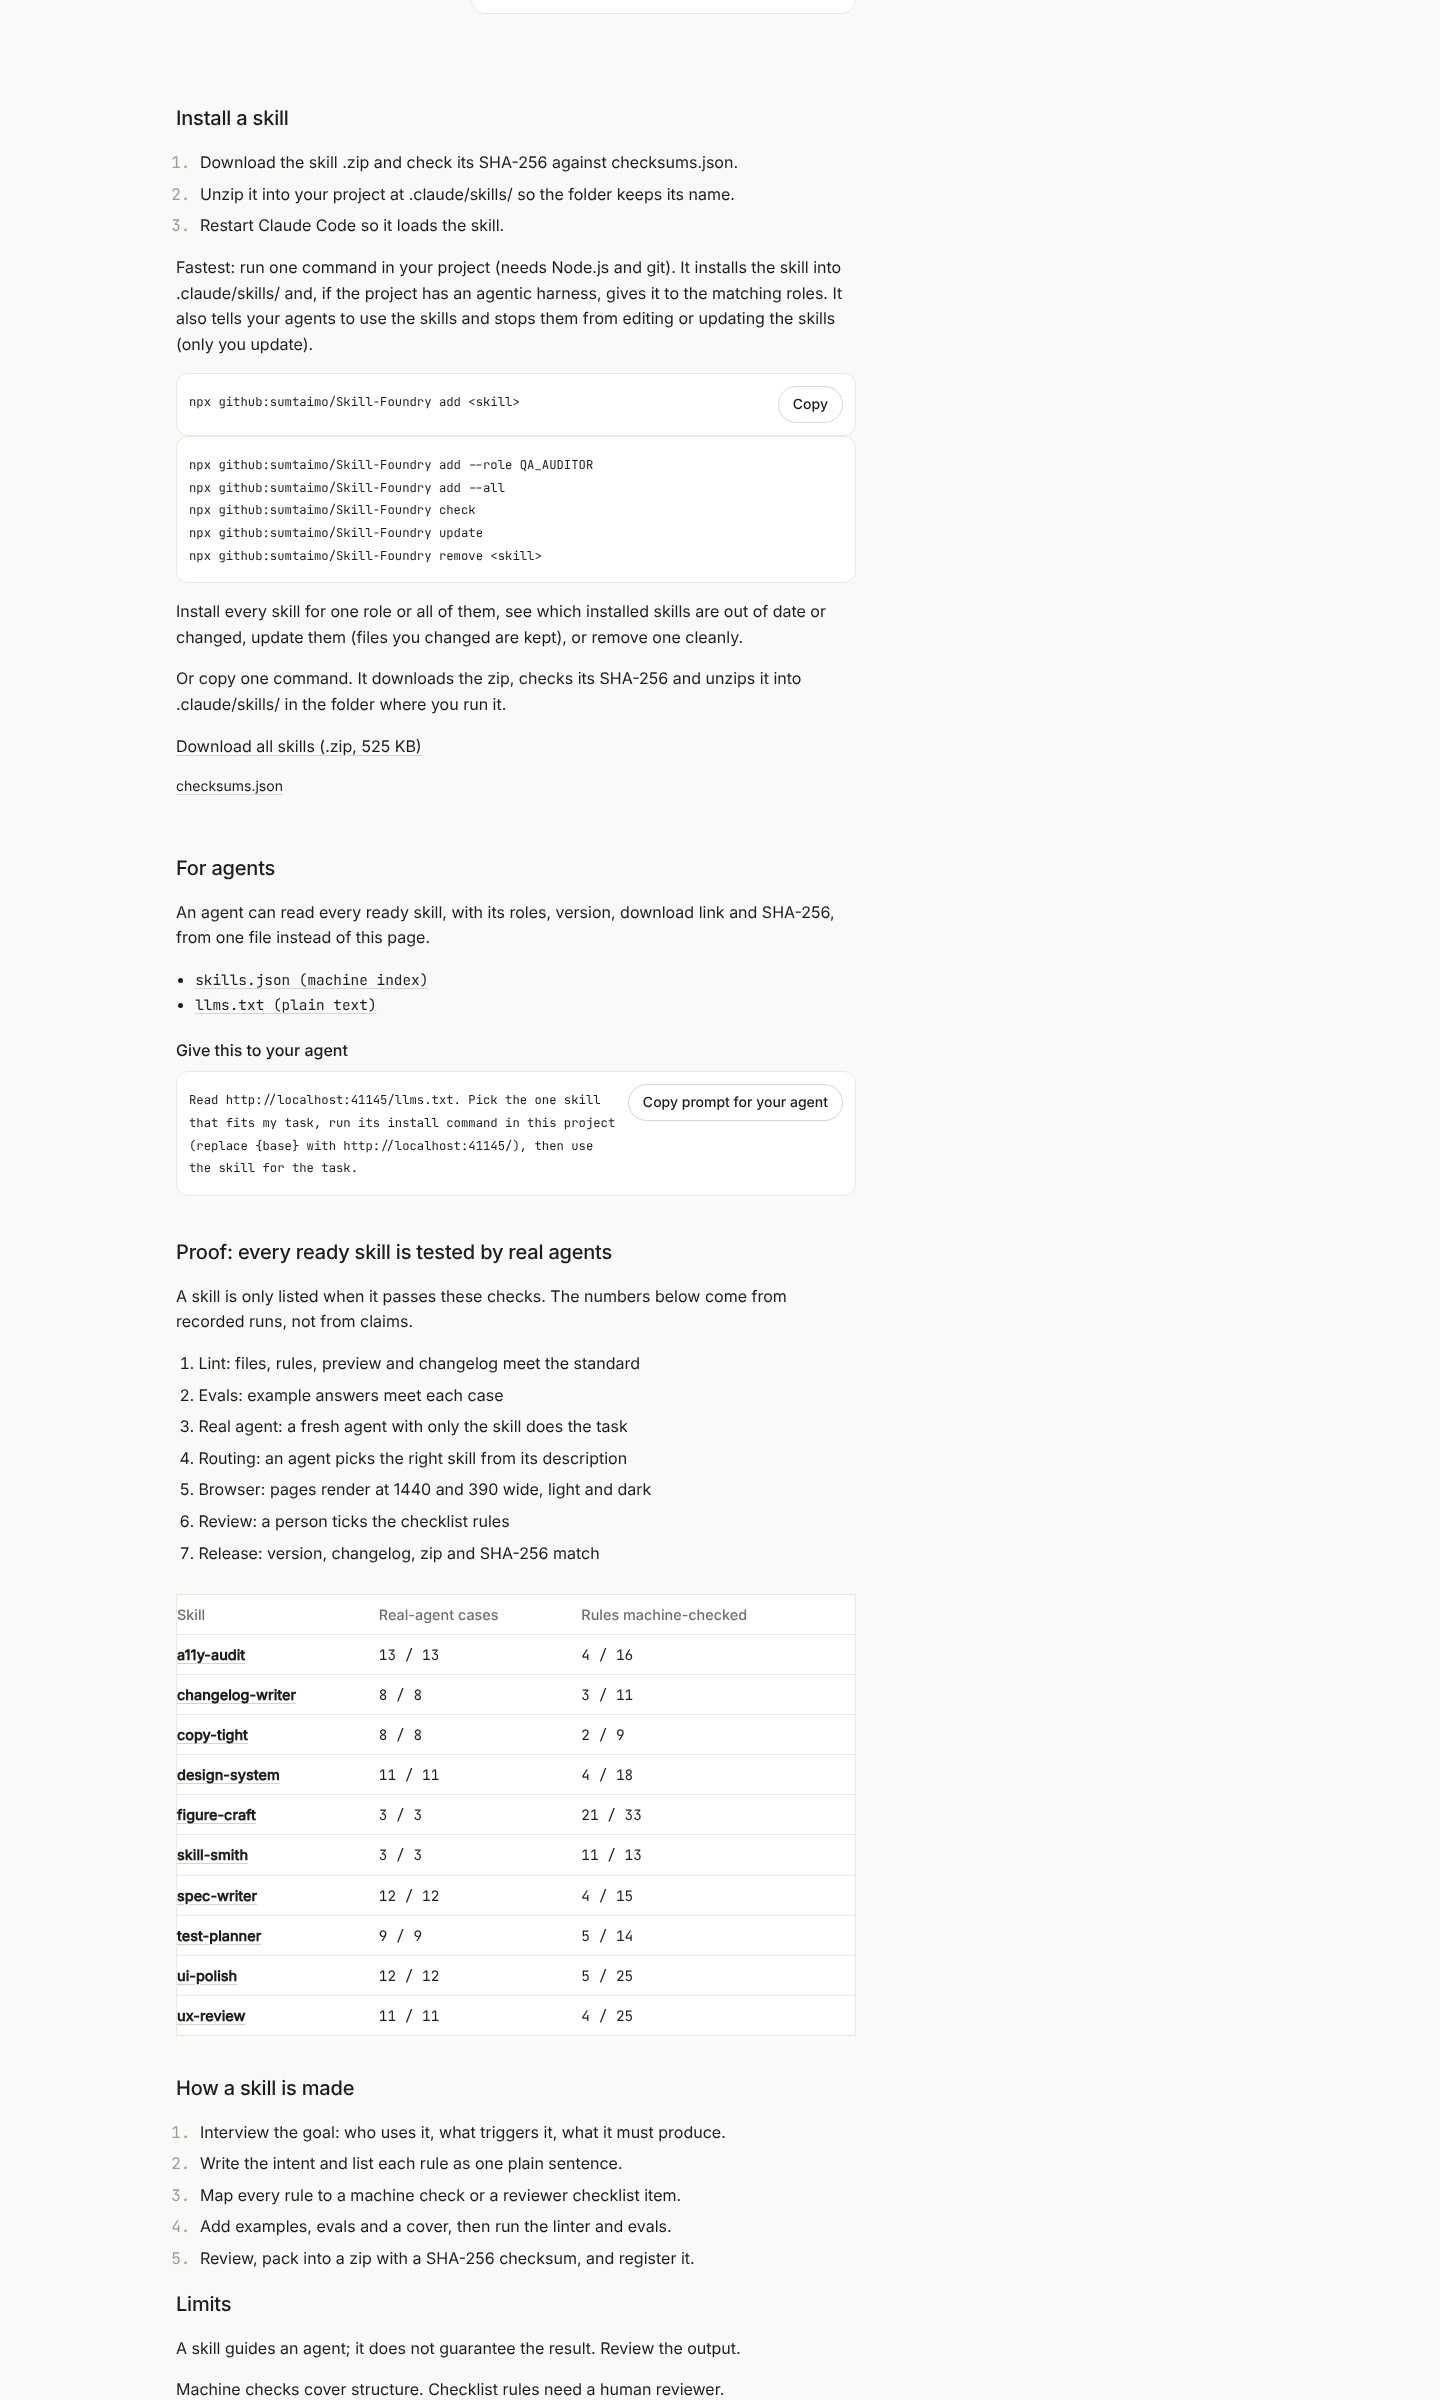 Install a skill
1. Download the skill .zip and check its SHA-256 against checksums.json.
2. Unzip it into your project at .claude/skills/ so the folder keeps its name.
3. Restart Claude Code so it loads the skill.
Fastest: run one command in your project (needs Node.js and git). It installs the skill into
.claude/skills/ and, if the project has an agentic harness, gives it to the matching roles. It
also tells your agents to use the skills and stops them from editing or updating the skills
(only you update).
npx github:sumtaimo/Skill-Foundry add <skill>
Copy
npx github:sumtaimo/Skill-Foundry add --role QA_AUDITOR
npx github:sumtaimo/Skill-Foundry add --all
npx github:sumtaimo/Skill-Foundry check
npx github:sumtaimo/Skill-Foundry update
npx github:sumtaimo/Skill-Foundry remove <skill>
Install every skill for one role or all of them, see which installed skills are out of date or
changed, update them (files you changed are kept), or remove one cleanly.
Or copy one command. It downloads the zip, checks its SHA-256 and unzips it into
.claude/skills/ in the folder where you run it.
Download all skills (.zip, 525 KB)
checksums.json
For agents
An agent can read every ready skill, with its roles, version, download link and SHA-256,
from one file instead of this page.
• skills.json (machine index)
• llms.txt (plain text)
Give this to your agent
Read http://localhost:41145/llms.txt. Pick the one skill
that fits my task, run its install command in this project
(replace {base} with http://localhost:41145/), then use
the skill for the task.
Copy prompt for your agent
Proof: every ready skill is tested by real agents
A skill is only listed when it passes these checks. The numbers below come from
recorded runs, not from claims.
1. Lint: files, rules, preview and changelog meet the standard
2. Evals: example answers meet each case
3. Real agent: a fresh agent with only the skill does the task
4. Routing: an agent picks the right skill from its description
5. Browser: pages render at 1440 and 390 wide, light and dark
6. Review: a person ticks the checklist rules
7. Release: version, changelog, zip and SHA-256 match
Skill Real-agent cases Rules machine-checked
a11y-audit 13 / 13 4 / 16
changelog-writer 8 / 8 3 / 11
copy-tight 8 / 8 2 / 9
design-system 11 / 11 4 / 18
figure-craft 3 / 3 21 / 33
skill-smith 3 / 3 11 / 13
spec-writer 12 / 12 4 / 15
test-planner 9 / 9 5 / 14
ui-polish 12 / 12 5 / 25
ux-review 11 / 11 4 / 25
How a skill is made
1. Interview the goal: who uses it, what triggers it, what it must produce.
2. Write the intent and list each rule as one plain sentence.
3. Map every rule to a machine check or a reviewer checklist item.
4. Add examples, evals and a cover, then run the linter and evals.
5. Review, pack into a zip with a SHA-256 checksum, and register it.
Limits
A skill guides an agent; it does not guarantee the result. Review the output.
Machine checks cover structure. Checklist rules need a human reviewer.